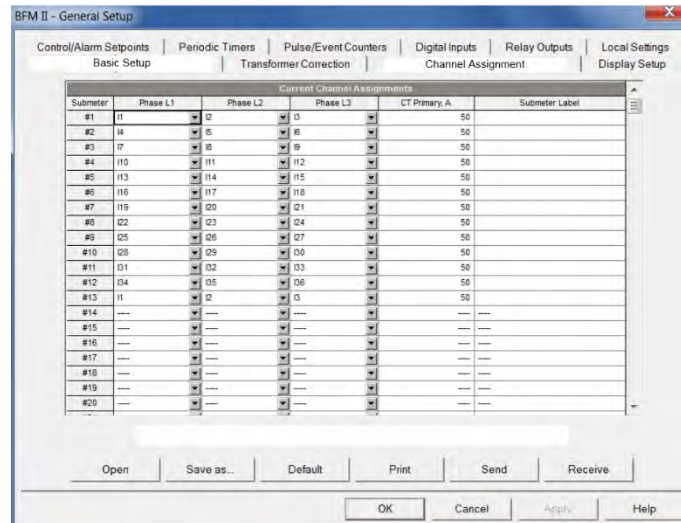 BFM II - General Setup
Control/Alarm Setpoints Periodic Timers Pulse/Event Counters Digital Inputs Relay Outputs Local Settings
Basic Setup Transformer Correction Channel Assignment Display Setup
Current Channel Assignments
Submeter Phase L1 Phase L2 Phase L3 CT Primary, A Submeter Label
#1 I1 I2 I3 50
#2 I4 I5 I6 50
#3 I7 I8 I9 50
#4 I10 I11 I12 50
#5 I13 I14 I15 50
#6 I16 I17 I18 50
#7 I19 I20 I21 50
#8 I22 I23 I24 50
#9 I25 I26 I27 50
#10 I28 I29 I30 50
#11 I31 I32 I33 50
#12 I34 I35 I36 50
#13 I1 I2 I3 50
#14 ---- ---- ---- ---- ----
#15 ---- ---- ---- ---- ----
#16 ---- ---- ---- ---- ----
#17 ---- ---- ---- ---- ----
#18 ---- ---- ---- ---- ----
#19 ---- ---- ---- ---- ----
#20 ---- ---- ---- ---- ----
Open Save as... Default Print Send Receive
OK Cancel Apply Help